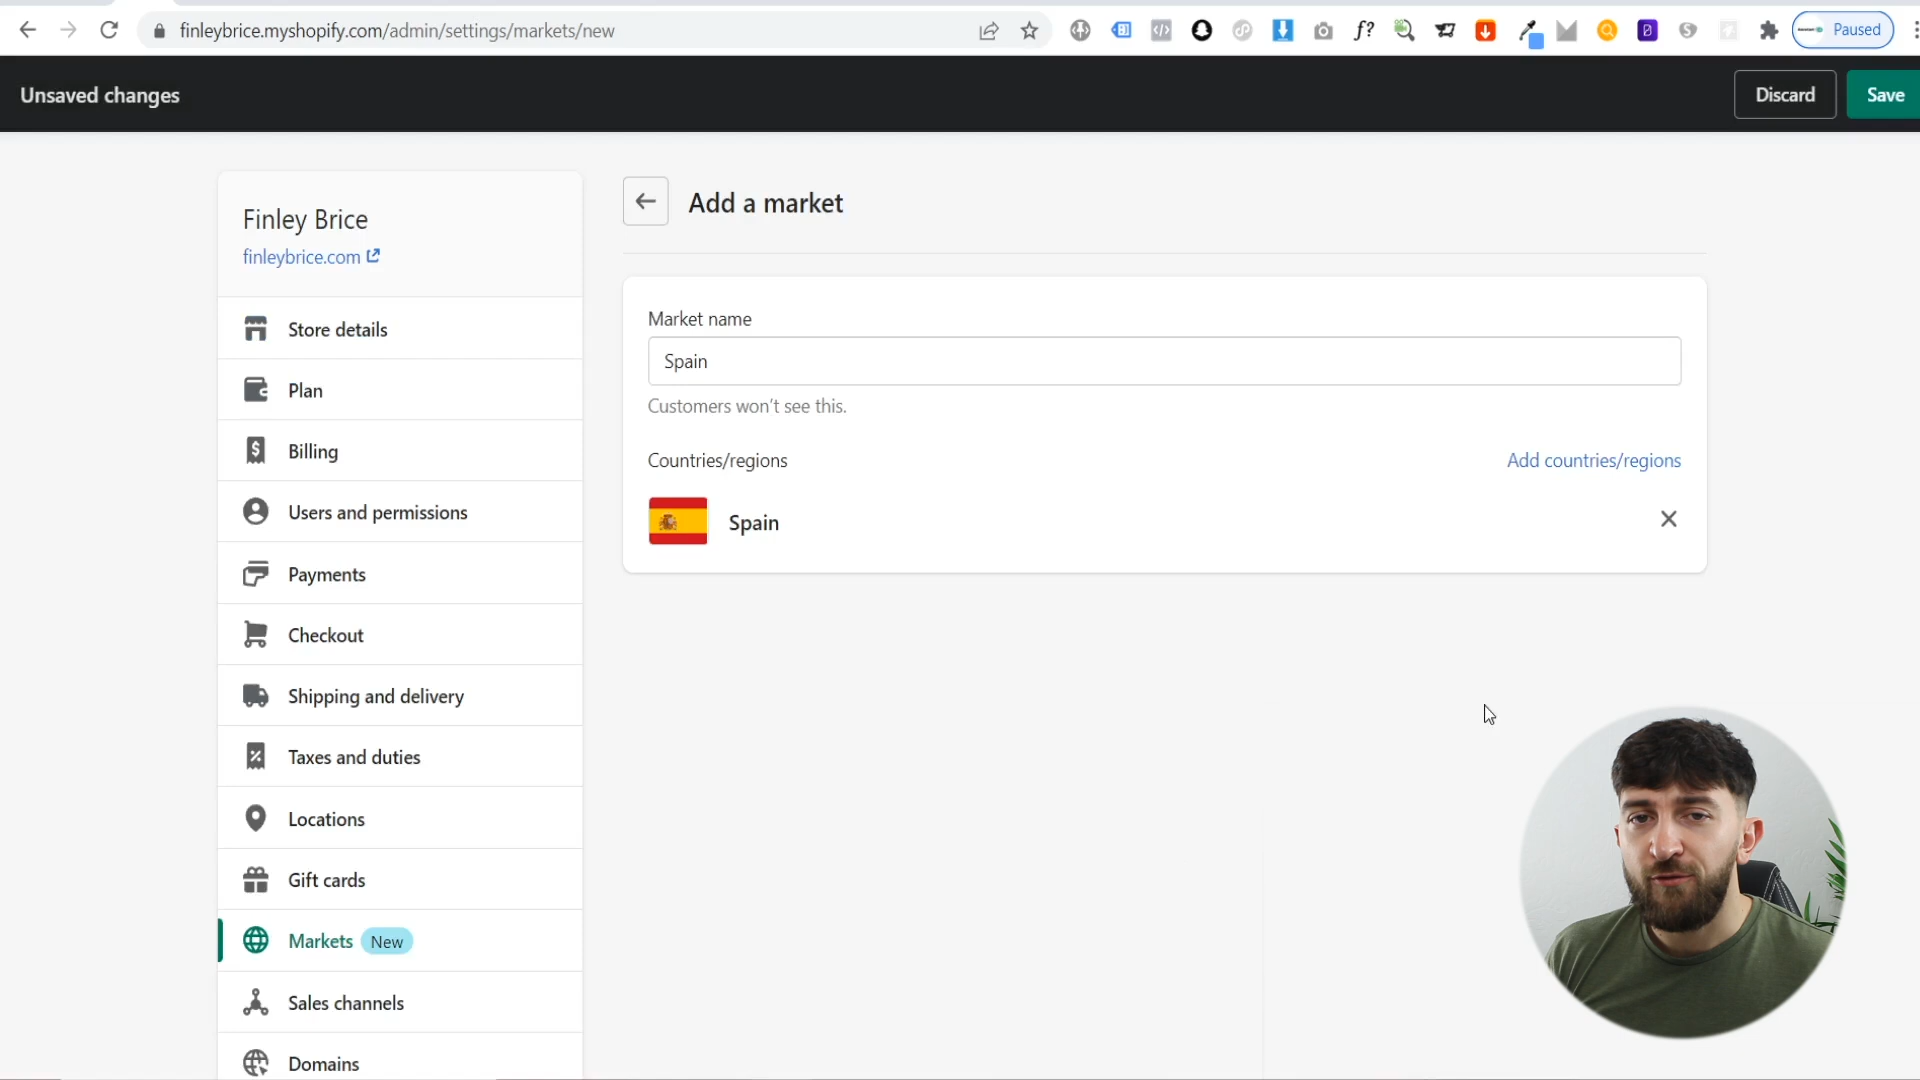 finleybrice.myshopify.com/admin/settings/markets/new
f?
Paused
Unsaved changes
Discard
Save
Finley Brice
finleybrice.com
Store details
Plan
Billing
Users and permissions
Payments
Checkout
Shipping and delivery
Taxes and duties
Locations
Gift cards
Markets New
Sales channels
Domains
Add a market
Market name
Spain
Customers won't see this.
Countries/regions Add countries/regions
Spain